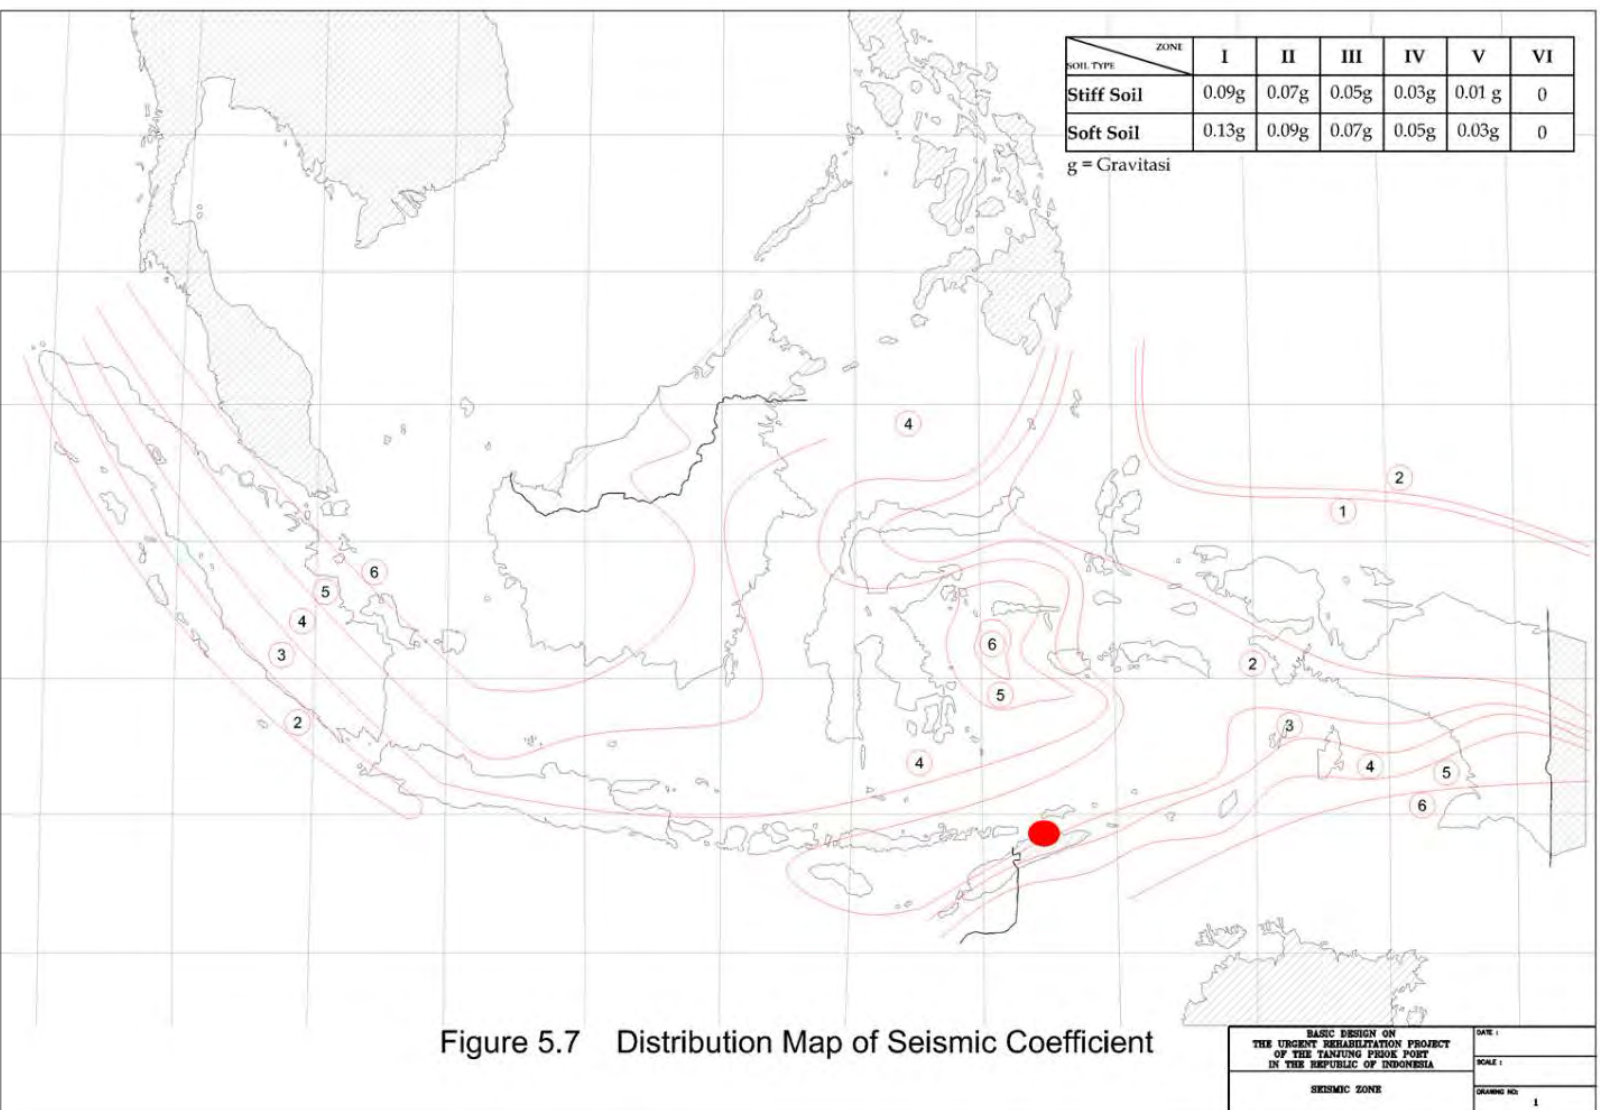 ZONE
SOIL TYPE
I II III IV V VI
Stiff Soil 0.09g 0.07g 0.05g 0.03g 0.01 g 0
Soft Soil 0.13g 0.09g 0.07g 0.05g 0.03g 0
g = Gravitasi
4
2
1
6
5
4
3
2
6
5
4
2
3
4
5
6
Figure 5.7 Distribution Map of Seismic Coefficient
BASIC DESIGN ON
THE URGENT REHABILITATION PROJECT
OF THE TANJUNG PRIOK PORT
IN THE REPUBLIC OF INDONESIA
SEISMIC ZONE
DATE :
SCALE :
DRAWING NO:
1